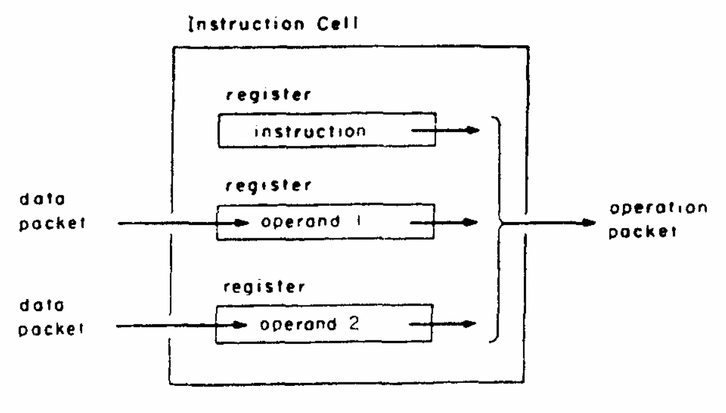 Instruction Cell
register
instruction
register
data
packet
operand 1
operation
packet
register
data
packet
operand 2